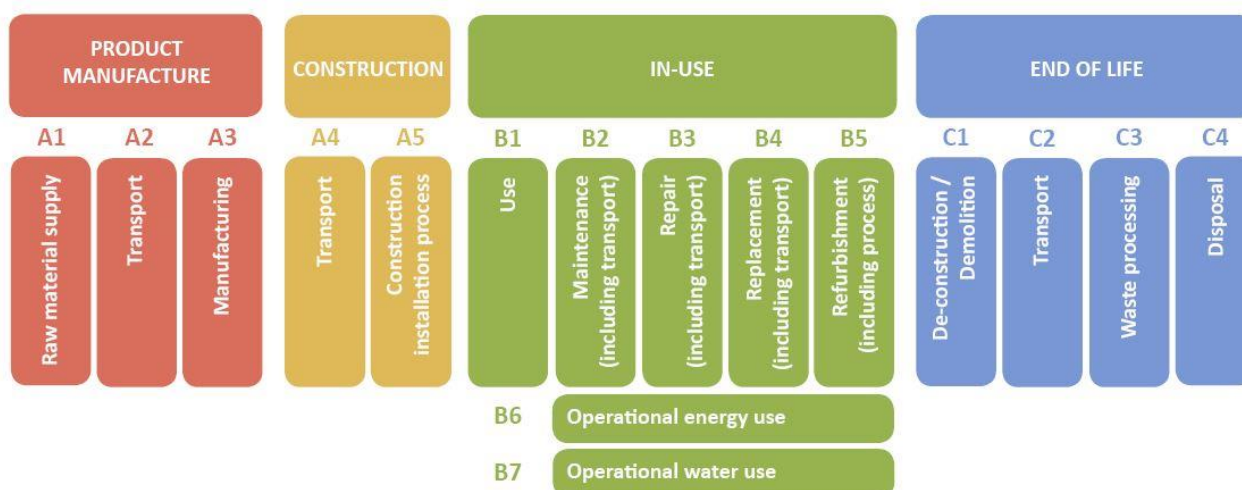 PRODUCT
MANUFACTURE
CONSTRUCTION
IN-USE
END OF LIFE
A1
A2
A3
A4
A5
B1
B2
B3
B4
B5
C1
C2
C3
C4
Raw material supply
Transport
Manufacturing
Transport
Construction
installation process
Use
Maintenance
(including transport)
Repair
(including transport)
Replacement
(including transport)
Refurbishment
(including process)
De-construction /
Demolition
Transport
Waste processing
Disposal
B6
Operational energy use
B7
Operational water use